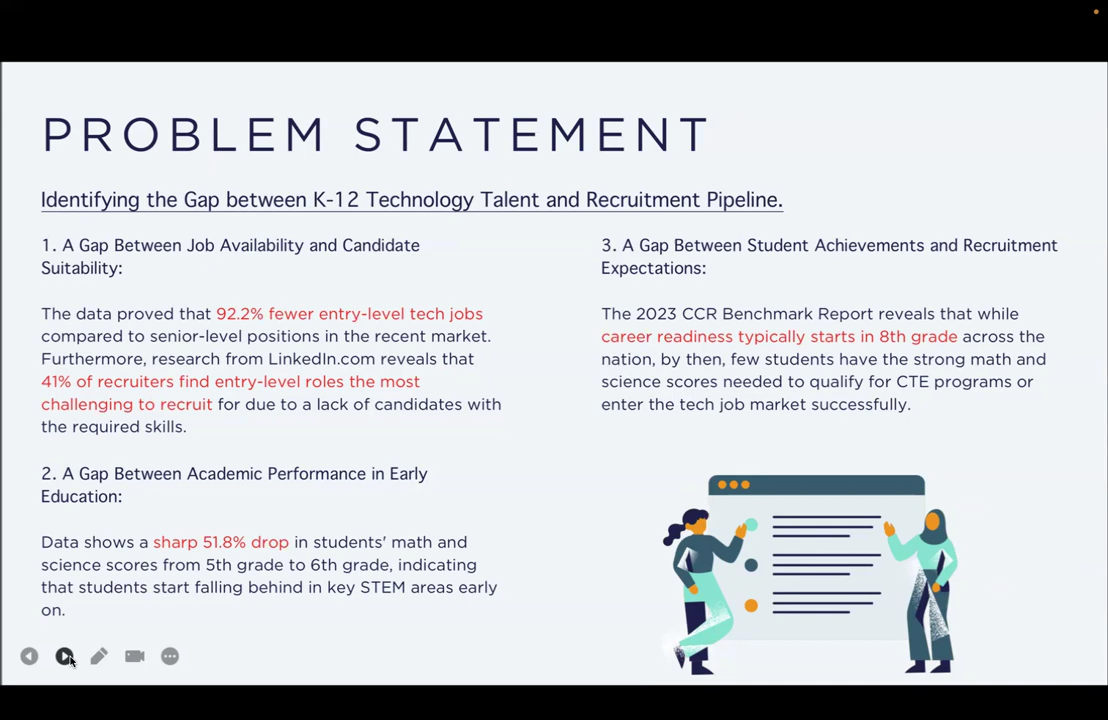 PROBLEM STATEMENT
Identifying the Gap between K-12 Technology Talent and Recruitment Pipeline.
1. A Gap Between Job Availability and Candidate
Suitability:
The data proved that 92.2% fewer entry-level tech jobs
compared to senior-level positions in the recent market.
Furthermore, research from LinkedIn.com reveals that
41% of recruiters find entry-level roles the most
challenging to recruit for due to a lack of candidates with
the required skills.
2. A Gap Between Academic Performance in Early
Education:
Data shows a sharp 51.8% drop in students' math and
science scores from 5th grade to 6th grade, indicating
that students start falling behind in key STEM areas early
on.
3. A Gap Between Student Achievements and Recruitment
Expectations:
The 2023 CCR Benchmark Report reveals that while
career readiness typically starts in 8th grade across the
nation, by then, few students have the strong math and
science scores needed to qualify for CTE programs or
enter the tech job market successfully.